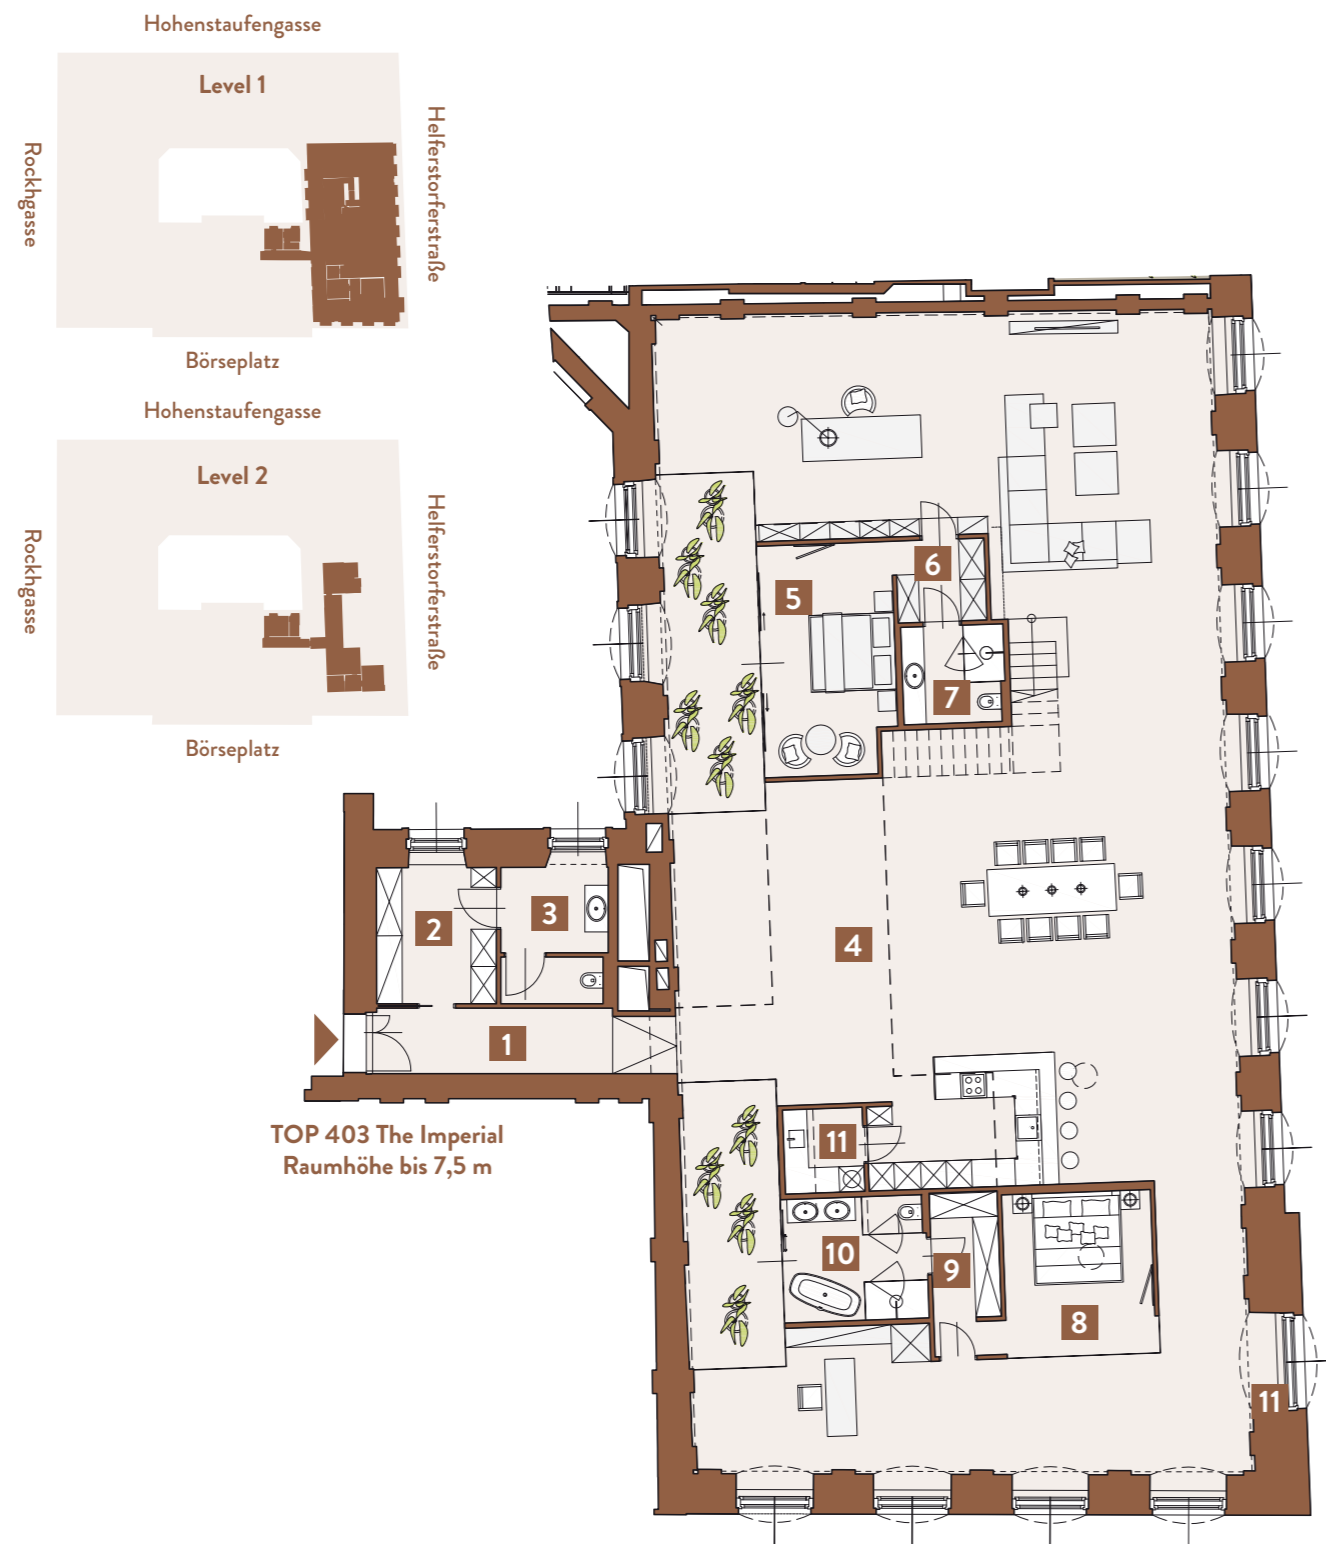 Hohenstaufengasse
Level 1
Rockhgasse
Helferstorferstraße
Börseplatz
Hohenstaufengasse
Level 2
Rockhgasse
Helferstorferstraße
Börseplatz
6
5
7
3
2
4
1
TOP 403 The Imperial
Raumhöhe bis 7,5 m
11
10
9
8
11